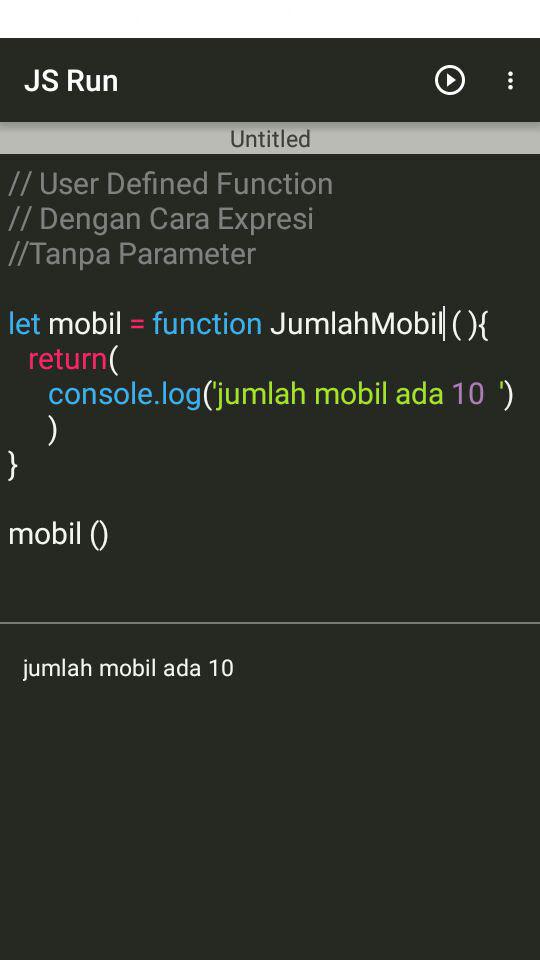 JS Run
Untitled
// User Defined Function
// Dengan Cara Expresi
//Tanpa Parameter
let mobil = function JumlahMobil ( ){
return(
console.log('jumlah mobil ada 10  ')
)
}
mobil ()
jumlah mobil ada 10